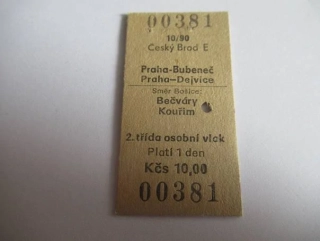 00381
10/90
Český Brod E
Praha-Bubeneč
Praha-Dejvice
Směr Bošice:
Bečváry
Kouřim
2. třída osobní vlak
Platí 1 den
Kčs 10,00
00381